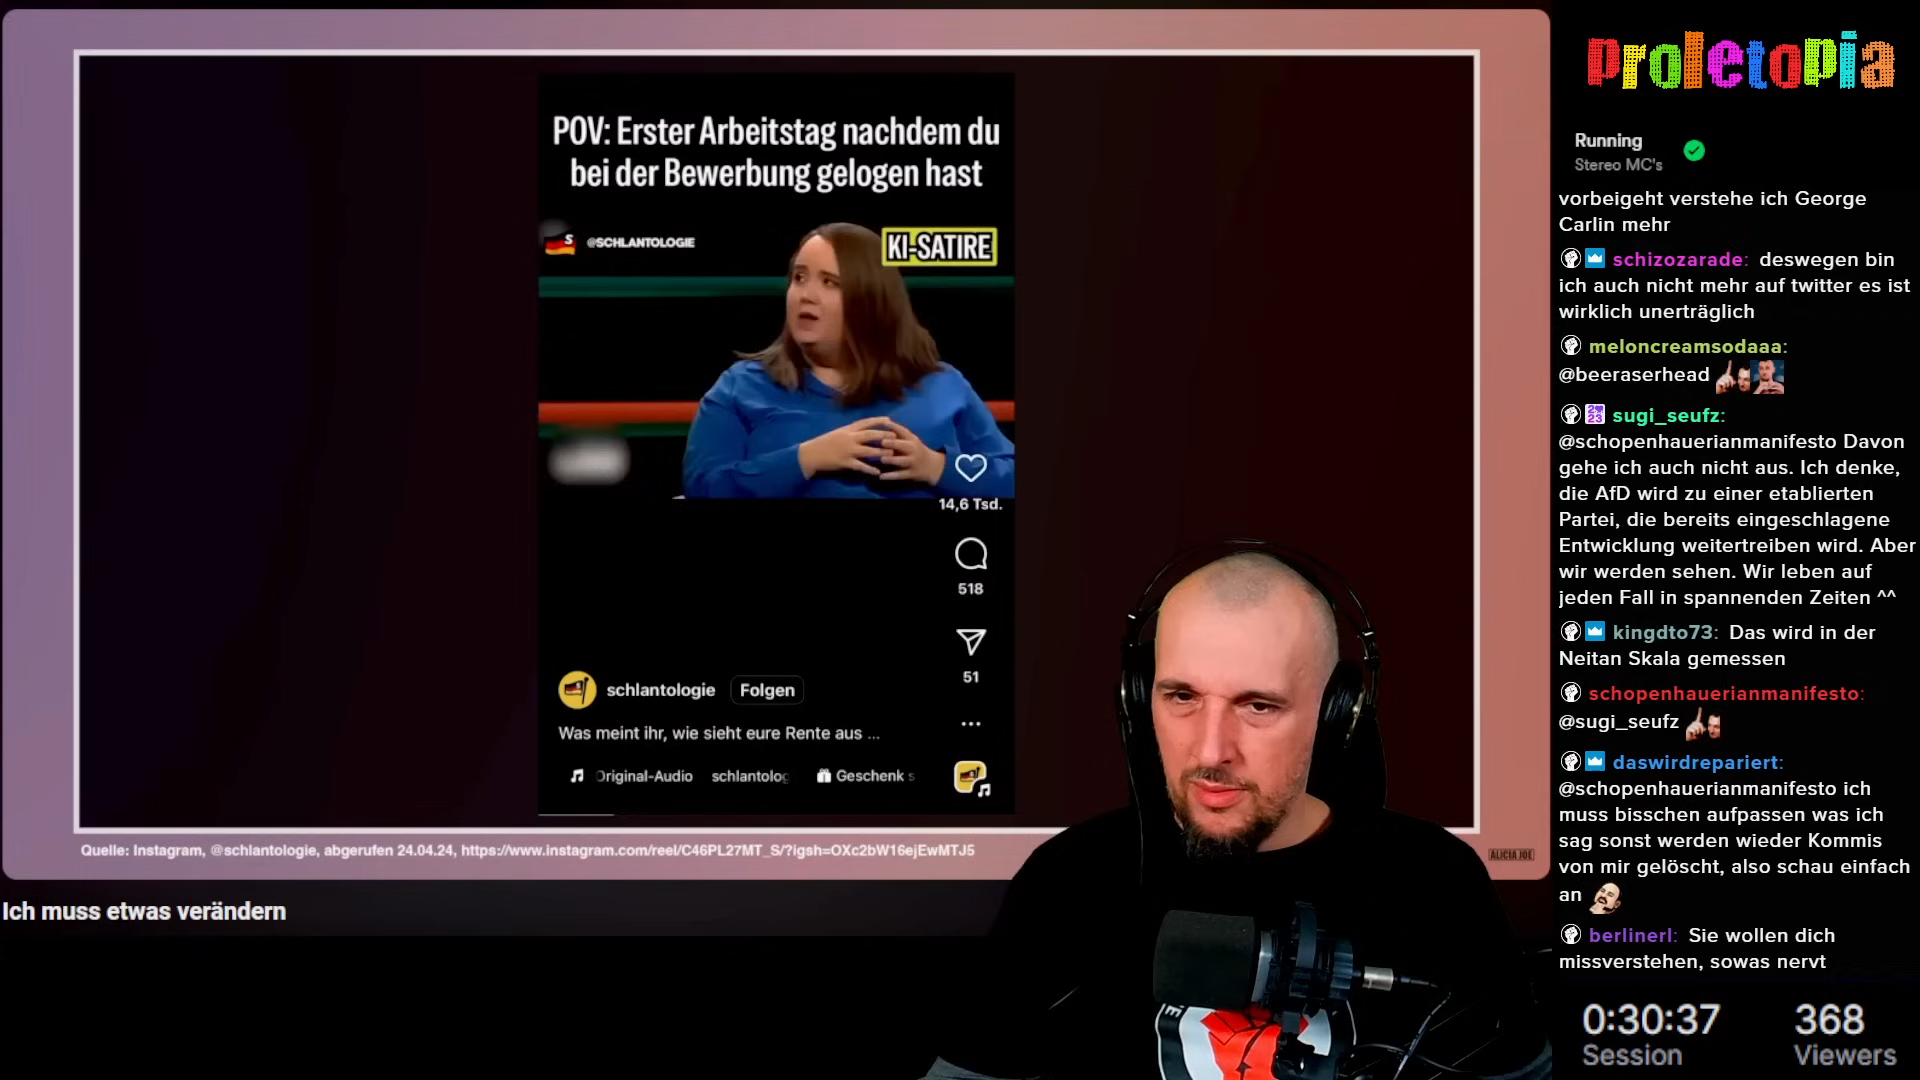 POV: Erster Arbeitstag nachdem du
bei der Bewerbung gelogen hast
S
@SCHLANTOLOGIE
KI-SATIRE
14,6 Tsd.
518
51
schlantologie
Folgen
Was meint ihr, wie sieht eure Rente aus ...
Original-Audio schlantolog
Geschenk s
Quelle: Instagram, @schlantologie, abgerufen 24.04.24, https://www.instagram.com/reel/C46PL27MT_S/?igsh=OXc2bW16ejEwMTJ5
ALICIA JOE
Ich muss etwas verändern
Proletopia
Running
Stereo MC's
vorbeigeht verstehe ich George
Carlin mehr
schizozarade: deswegen bin
ich auch nicht mehr auf twitter es ist
wirklich unerträglich
meloncreamsodaaa:
@beeraserhead
sugi_seufz:
@schopenhauerianmanifesto Davon
gehe ich auch nicht aus. Ich denke,
die AfD wird zu einer etablierten
Partei, die bereits eingeschlagene
Entwicklung weitertreiben wird. Aber
wir werden sehen. Wir leben auf
jeden Fall in spannenden Zeiten ^^
kingdto73: Das wird in der
Neitan Skala gemessen
schopenhauerianmanifesto:
@sugi_seufz
daswirdrepariert:
@schopenhauerianmanifesto ich
muss bisschen aufpassen was ich
sag sonst werden wieder Kommis
von mir gelöscht, also schau einfach
an
berlinerl: Sie wollen dich
missverstehen, sowas nervt
0:30:37
Session
368
Viewers